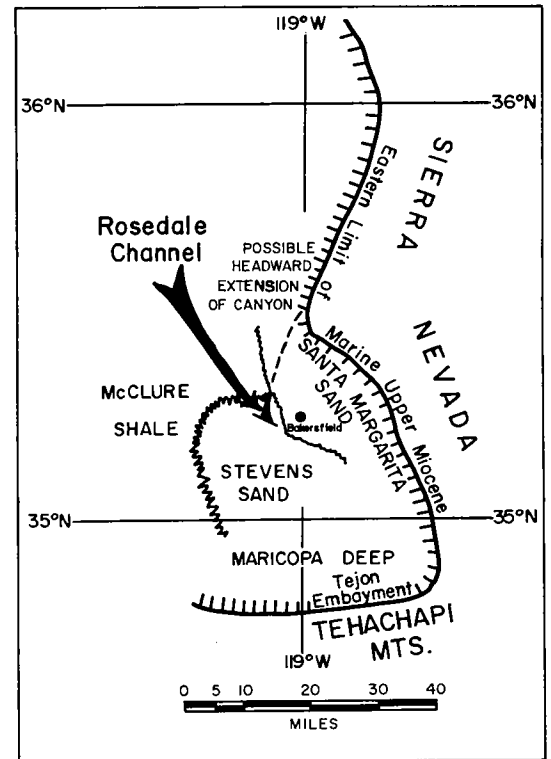 119°W
36°N
36°N
SIERRA
NEVADA
Eastern Limit of
Marine Upper Miocene
Rosedale
Channel
POSSIBLE
HEADWARD
EXTENSION
OF CANYON
SANTA MARGARITA
SAND
McCLURE
SHALE
Bakersfield
STEVENS
SAND
35°N
35°N
MARICOPA DEEP
Tejon
Embayment
TEHACHAPI
MTS.
119°W
0 5 10 20 30 40
MILES